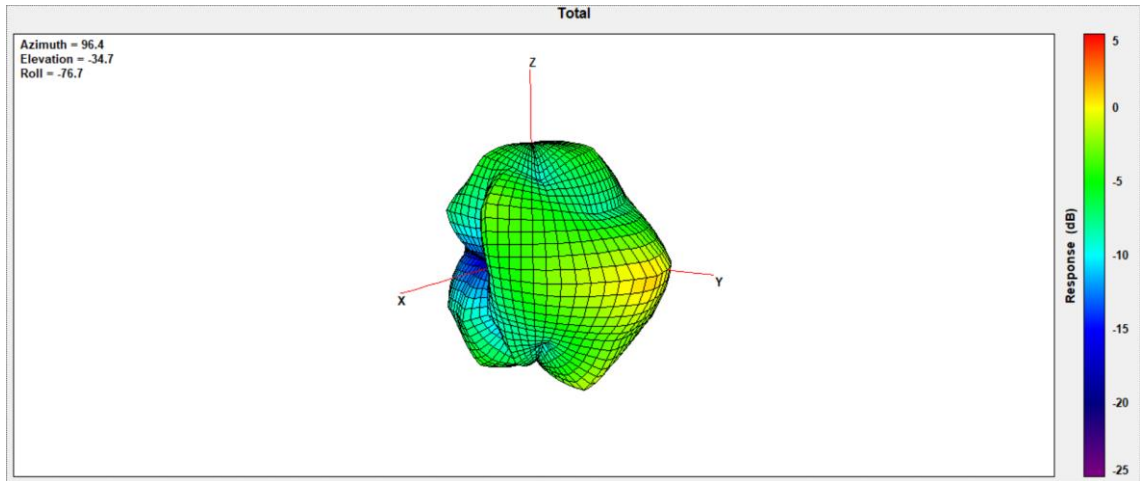 Total
Azimuth = 96.4
Elevation = -34.7
Roll = -76.7
Z
X
Y
5
0
-5
-10
-15
-20
-25
Response (dB)